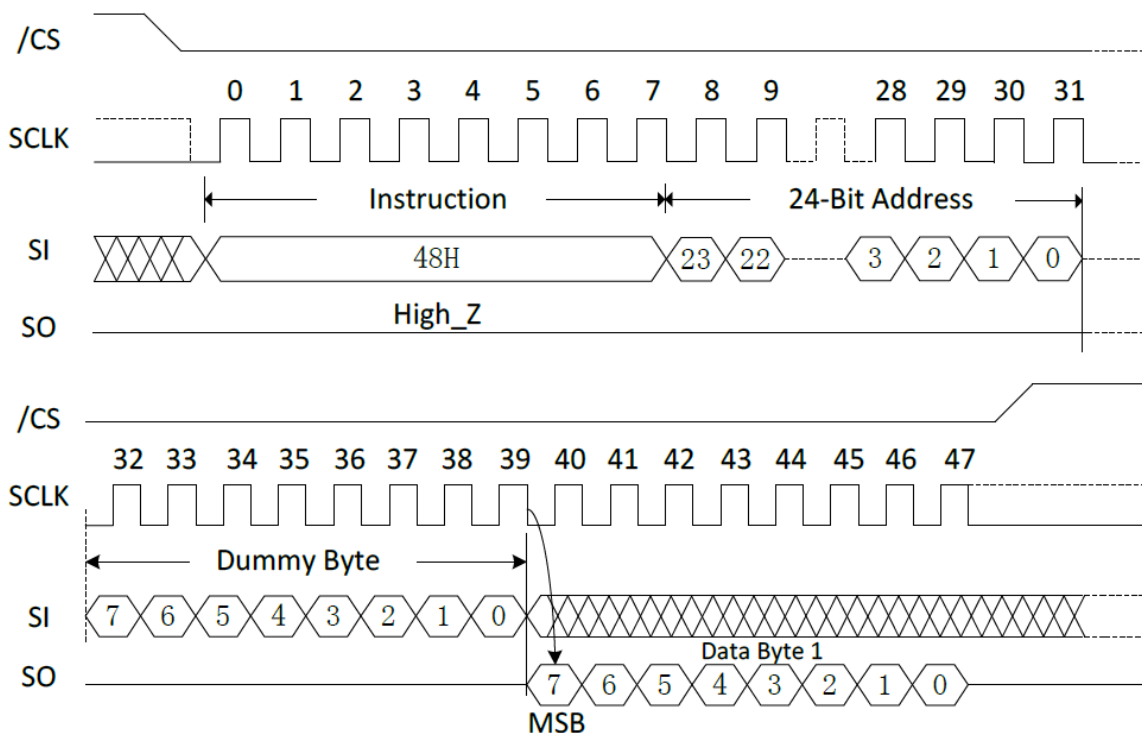 /CS
0 1 2 3 4 5 6 7 8 9 28 29 30 31
SCLK
Instruction 24-Bit Address
SI 48H 23 22 3 2 1 0
High_Z
SO
/CS
32 33 34 35 36 37 38 39 40 41 42 43 44 45 46 47
SCLK
Dummy Byte
SI 7 6 5 4 3 2 1 0
Data Byte 1
SO 7 6 5 4 3 2 1 0
MSB